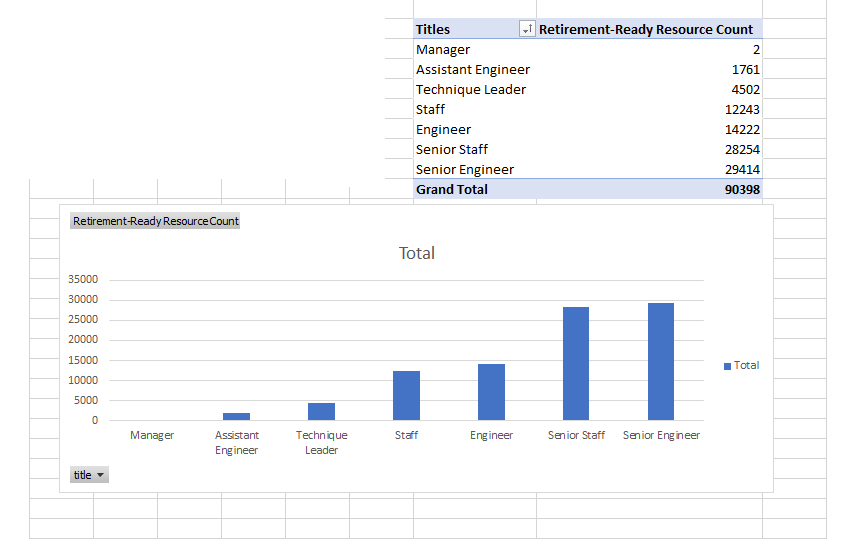 Titles Retirement-Ready Resource Count
Manager 2
Assistant Engineer 1761
Technique Leader 4502
Staff 12243
Engineer 14222
Senior Staff 28254
Senior Engineer 29414
Grand Total 90398
Retirement-Ready Resource Count
Total
35000
30000
25000
20000
15000
10000
5000
0
Manager Assistant Engineer Technique Leader Staff Engineer Senior Staff Senior Engineer
Total
title